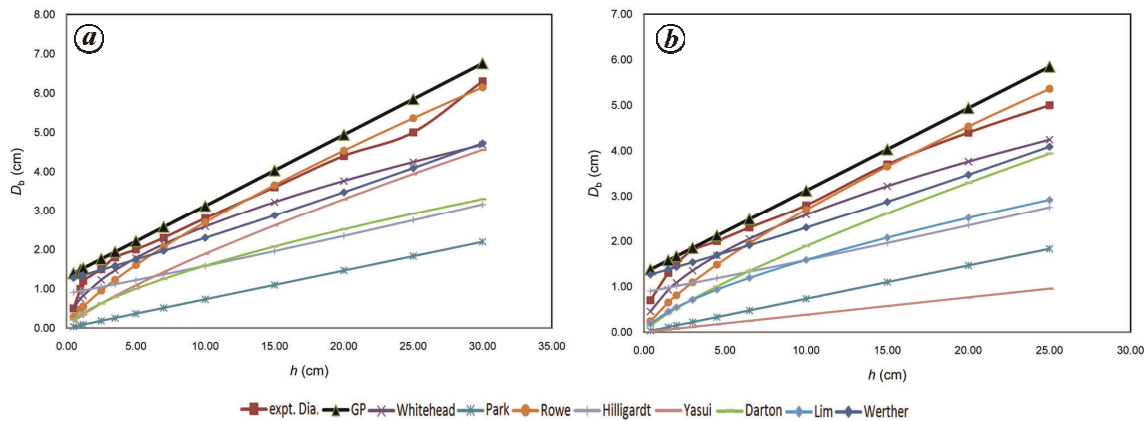 a
8.00
7.00
6.00
5.00
4.00
3.00
2.00
1.00
0.00
D_b (cm)
0.00 5.00 10.00 15.00 20.00 25.00 30.00 35.00
h (cm)
b
7.00
6.00
5.00
4.00
3.00
2.00
1.00
0.00
D_b (cm)
0.00 5.00 10.00 15.00 20.00 25.00 30.00
h (cm)
expt. Dia. GP Whitehead Park Rowe Hilligardt Yasui Darton Lim Werther